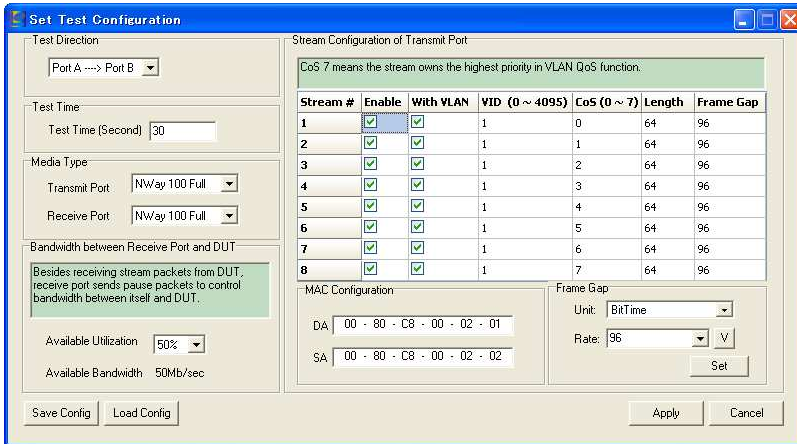 Set Test Configuration
Test Direction
Port A ----> Port B
Test Time
Test Time (Second) 30
Media Type
Transmit Port NWay 100 Full
Receive Port NWay 100 Full
Bandwidth between Receive Port and DUT
Besides receiving stream packets from DUT,
receive port sends pause packets to control
bandwidth between itself and DUT.
Available Utilization 50%
Available Bandwidth 50Mb/sec
Stream Configuration of Transmit Port
CoS 7 means the stream owns the highest priority in VLAN QoS function.
Stream # Enable With VLAN VID (0 ~ 4095) CoS (0 ~ 7) Length Frame Gap
1 1 0 64 96
2 1 1 64 96
3 1 2 64 96
4 1 3 64 96
5 1 4 64 96
6 1 5 64 96
7 1 6 64 96
8 1 7 64 96
MAC Configuration
DA 00 - 80 - C8 - 00 - 02 - 01
SA 00 - 80 - C8 - 00 - 02 - 02
Frame Gap
Unit: BitTime
Rate: 96 V
Set
Save Config Load Config Apply Cancel